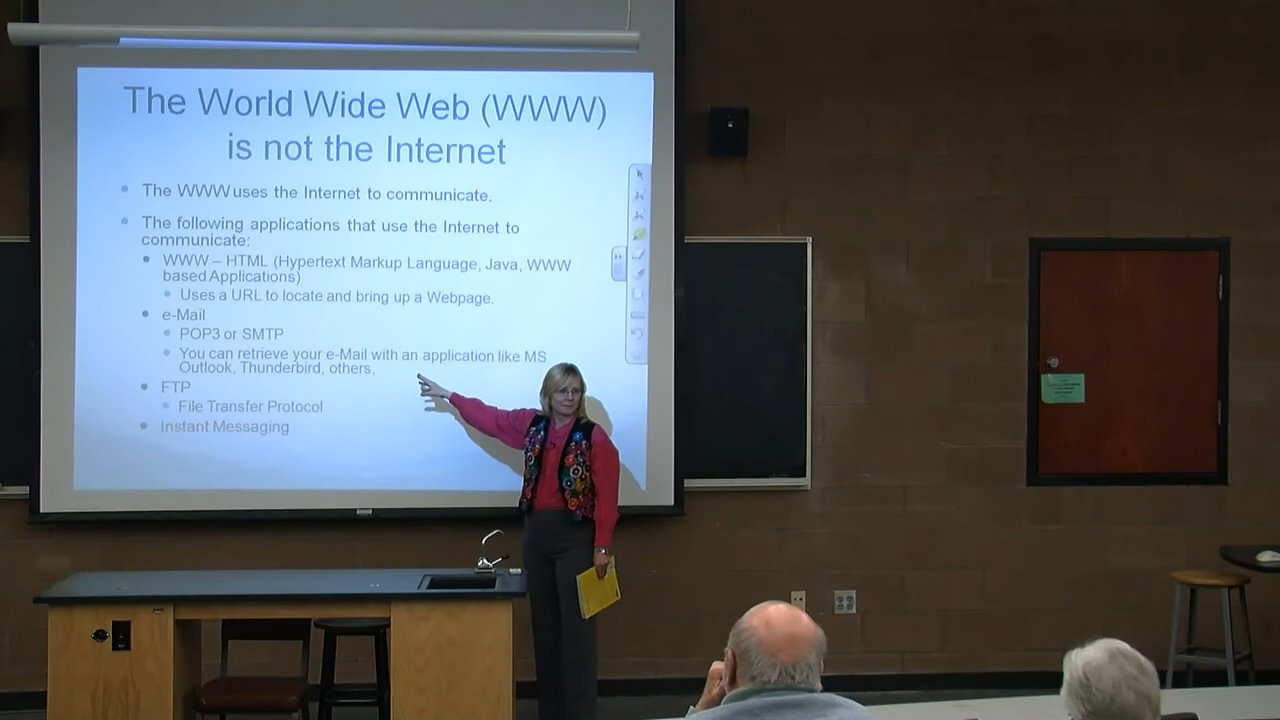 The World Wide Web (WWW)
is not the Internet
The WWW uses the Internet to communicate.
The following applications that use the Internet to
communicate:
WWW – HTML (Hypertext Markup Language, Java, WWW
based Applications)
Uses a URL to locate and bring up a Webpage.
e-Mail
POP3 or SMTP
You can retrieve your e-Mail with an application like MS
Outlook, Thunderbird, others,
FTP
File Transfer Protocol
Instant Messaging